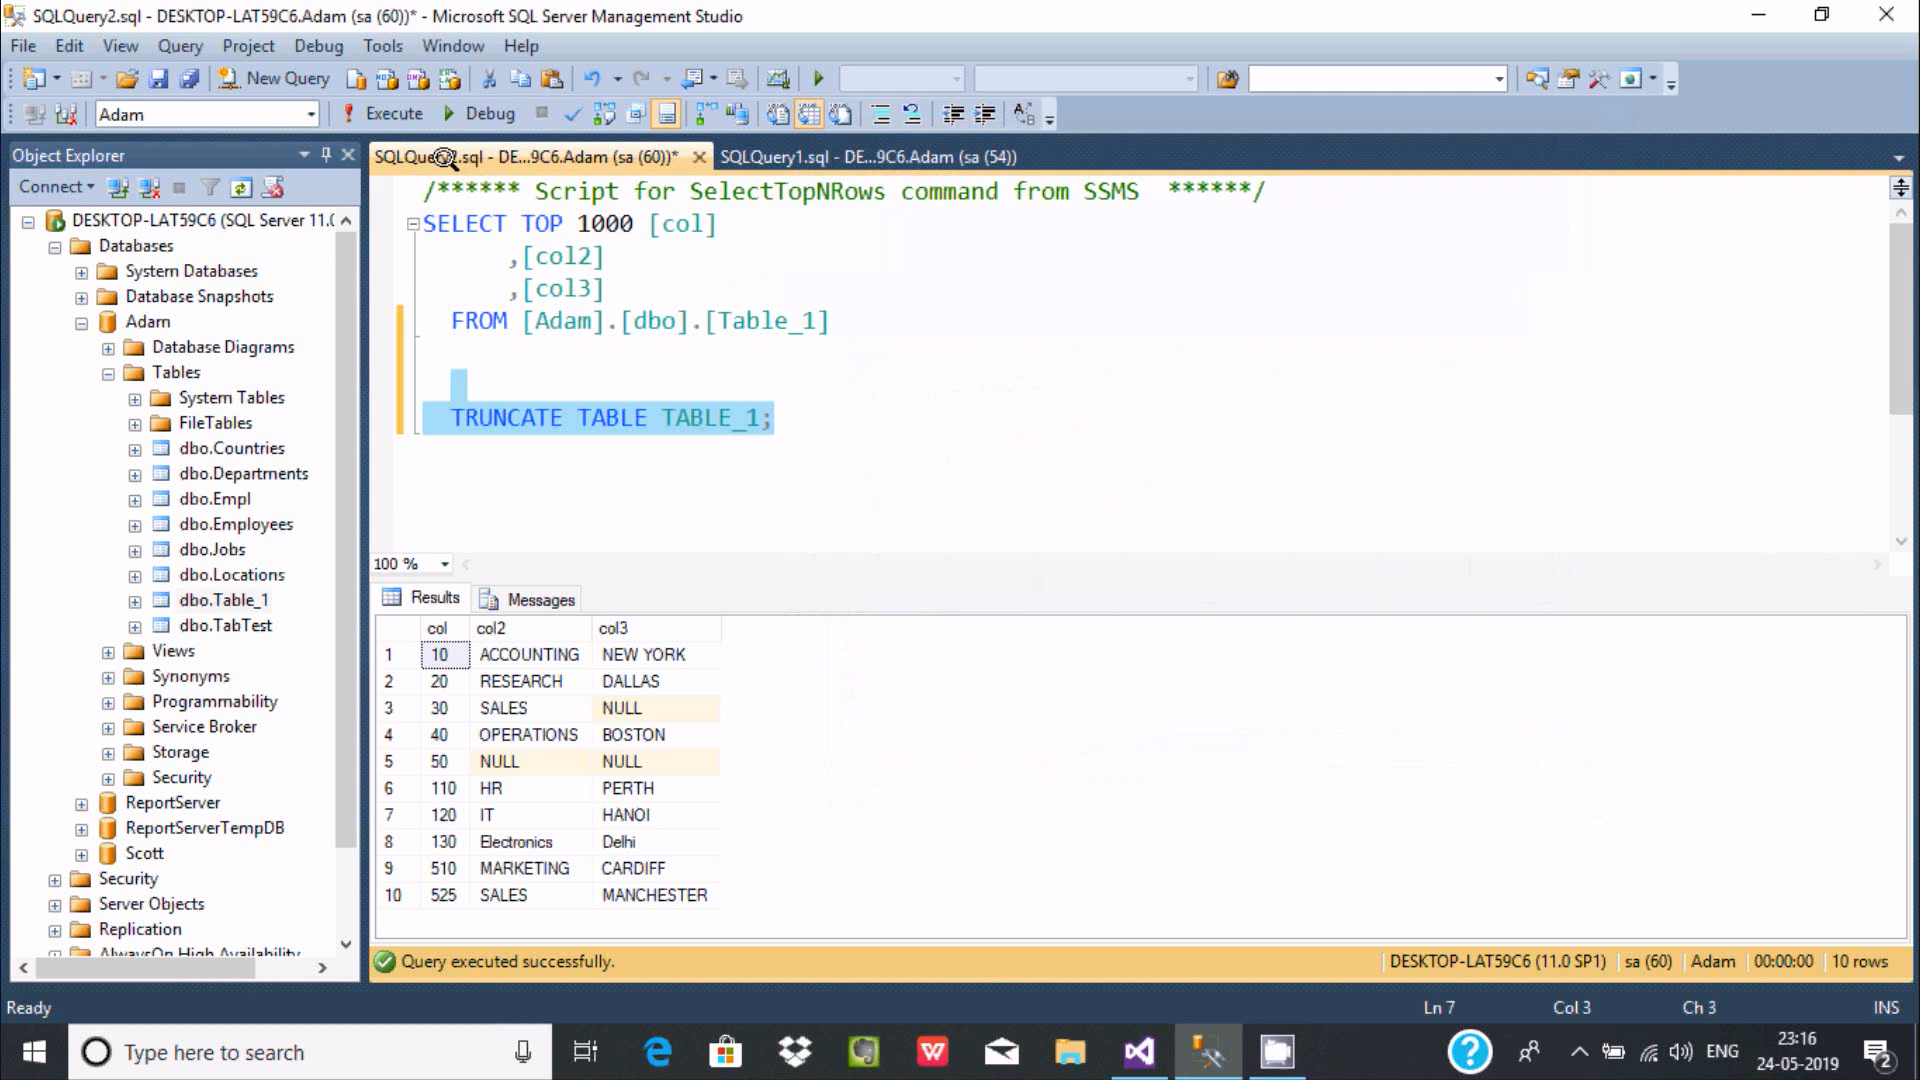 SQLQuery2.sql - DESKTOP-LAT59C6.Adam (sa (60))* - Microsoft SQL Server Management Studio
File Edit View Query Project Debug Tools Window Help
New Query
Adam Execute Debug
Object Explorer
SQLQuery2.sql - DE...9C6.Adam (sa (60))* SQLQuery1.sql - DE...9C6.Adam (sa (54))
Connect
DESKTOP-LAT59C6 (SQL Server 11.0
Databases
System Databases
Database Snapshots
Adam
Database Diagrams
Tables
System Tables
FileTables
dbo.Countries
dbo.Departments
dbo.Empl
dbo.Employees
dbo.Jobs
dbo.Locations
dbo.Table_1
dbo.TabTest
Views
Synonyms
Programmability
Service Broker
Storage
Security
ReportServer
ReportServerTempDB
Scott
Security
Server Objects
Replication
AlwaysOn High Availability
/****** Script for SelectTopNRows command from SSMS ******/
SELECT TOP 1000 [col]
,[col2]
,[col3]
FROM [Adam].[dbo].[Table_1]
TRUNCATE TABLE TABLE_1;
100 %
Results Messages
col col2 col3
1 10 ACCOUNTING NEW YORK
2 20 RESEARCH DALLAS
3 30 SALES NULL
4 40 OPERATIONS BOSTON
5 50 NULL NULL
6 110 HR PERTH
7 120 IT HANOI
8 130 Electronics Delhi
9 510 MARKETING CARDIFF
10 525 SALES MANCHESTER
Query executed successfully. DESKTOP-LAT59C6 (11.0 SP1) sa (60) Adam 00:00:00 10 rows
Ready Ln 7 Col 3 Ch 3 INS
Type here to search
ENG
23:16
24-05-2019
2